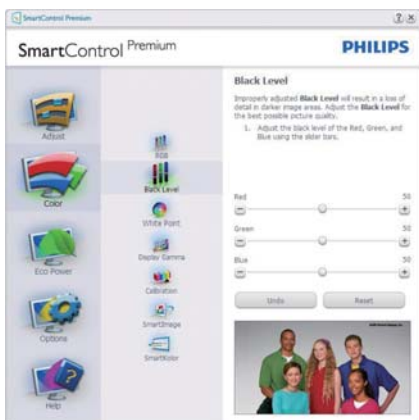 SmartControl Premium
SmartControl Premium
PHILIPS
Adjust
Color
Eco Power
Options
Help
RGB
Black Level
White Point
Display Gamma
Calibration
SmartImage
SmartKolor
Black Level
Improperly adjusted Black Level will result in a loss of
detail in darker image areas. Adjust the Black Level for
the best possible picture quality.
1. Adjust the black level of the Red, Green, and
Blue using the slider bars.
Red 50
Green 50
Blue 50
Undo Reset